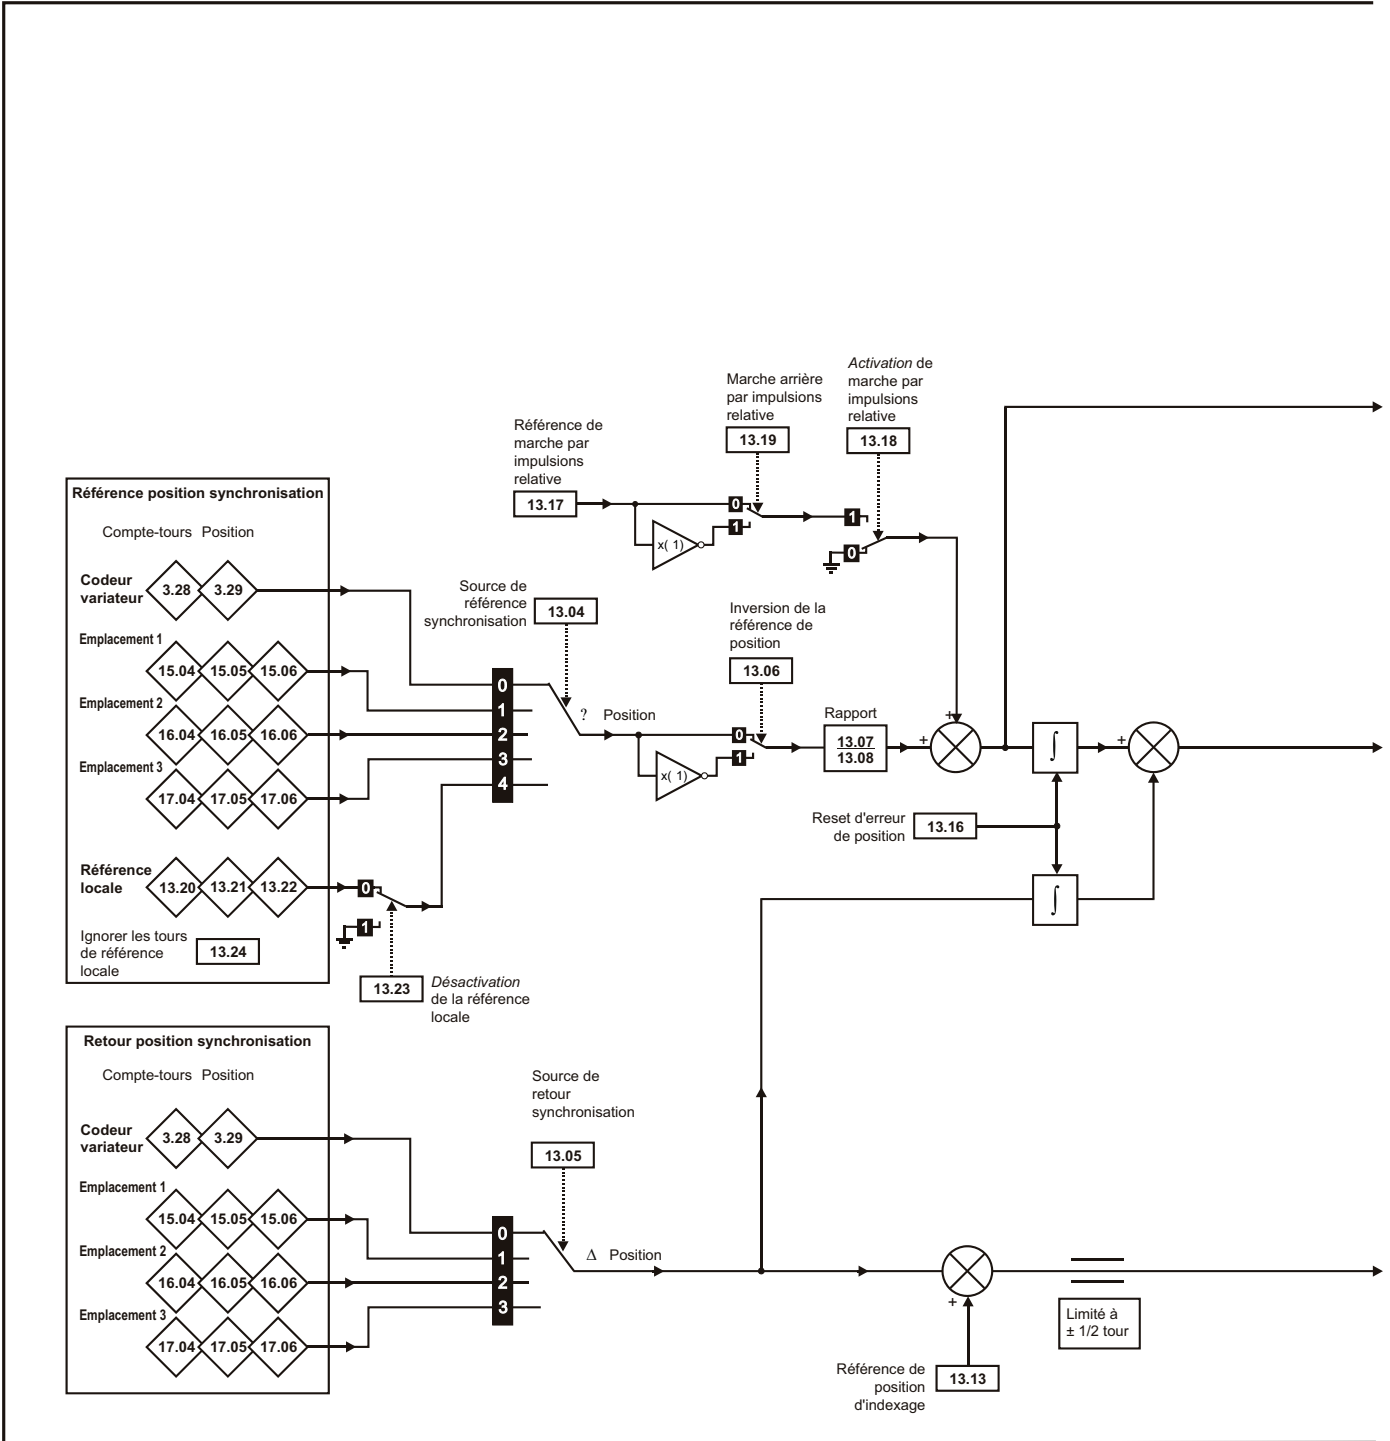 Activation de
marche par
impulsions
relative
13.18
Marche arrière
par impulsions
relative
13.19
Référence de
marche par
impulsions
relative
13.17
0
1
x( 1)
1
0
Référence position synchronisation
Compte-tours Position
Codeur
variateur
3.28 3.29
Emplacement 1
15.04 15.05 15.06
Emplacement 2
16.04 16.05 16.06
Emplacement 3
17.04 17.05 17.06
Référence
locale
13.20 13.21 13.22
Ignorer les tours
de référence
locale
13.24
0
1
13.23
Désactivation
de la référence
locale
Source de
référence
synchronisation
13.04
0
1
2
3
4
? Position
Inversion de la
référence de
position
13.06
0
1
x( 1)
Rapport
13.07
13.08
+
+
∫
+
Reset d'erreur
de position
13.16
∫
Retour position synchronisation
Compte-tours Position
Codeur
variateur
3.28 3.29
Emplacement 1
15.04 15.05 15.06
Emplacement 2
16.04 16.05 16.06
Emplacement 3
17.04 17.05 17.06
Source de
retour
synchronisation
13.05
0
1
2
3
Δ Position
+
Limité à
± 1/2 tour
Référence de
position
d'indexage
13.13